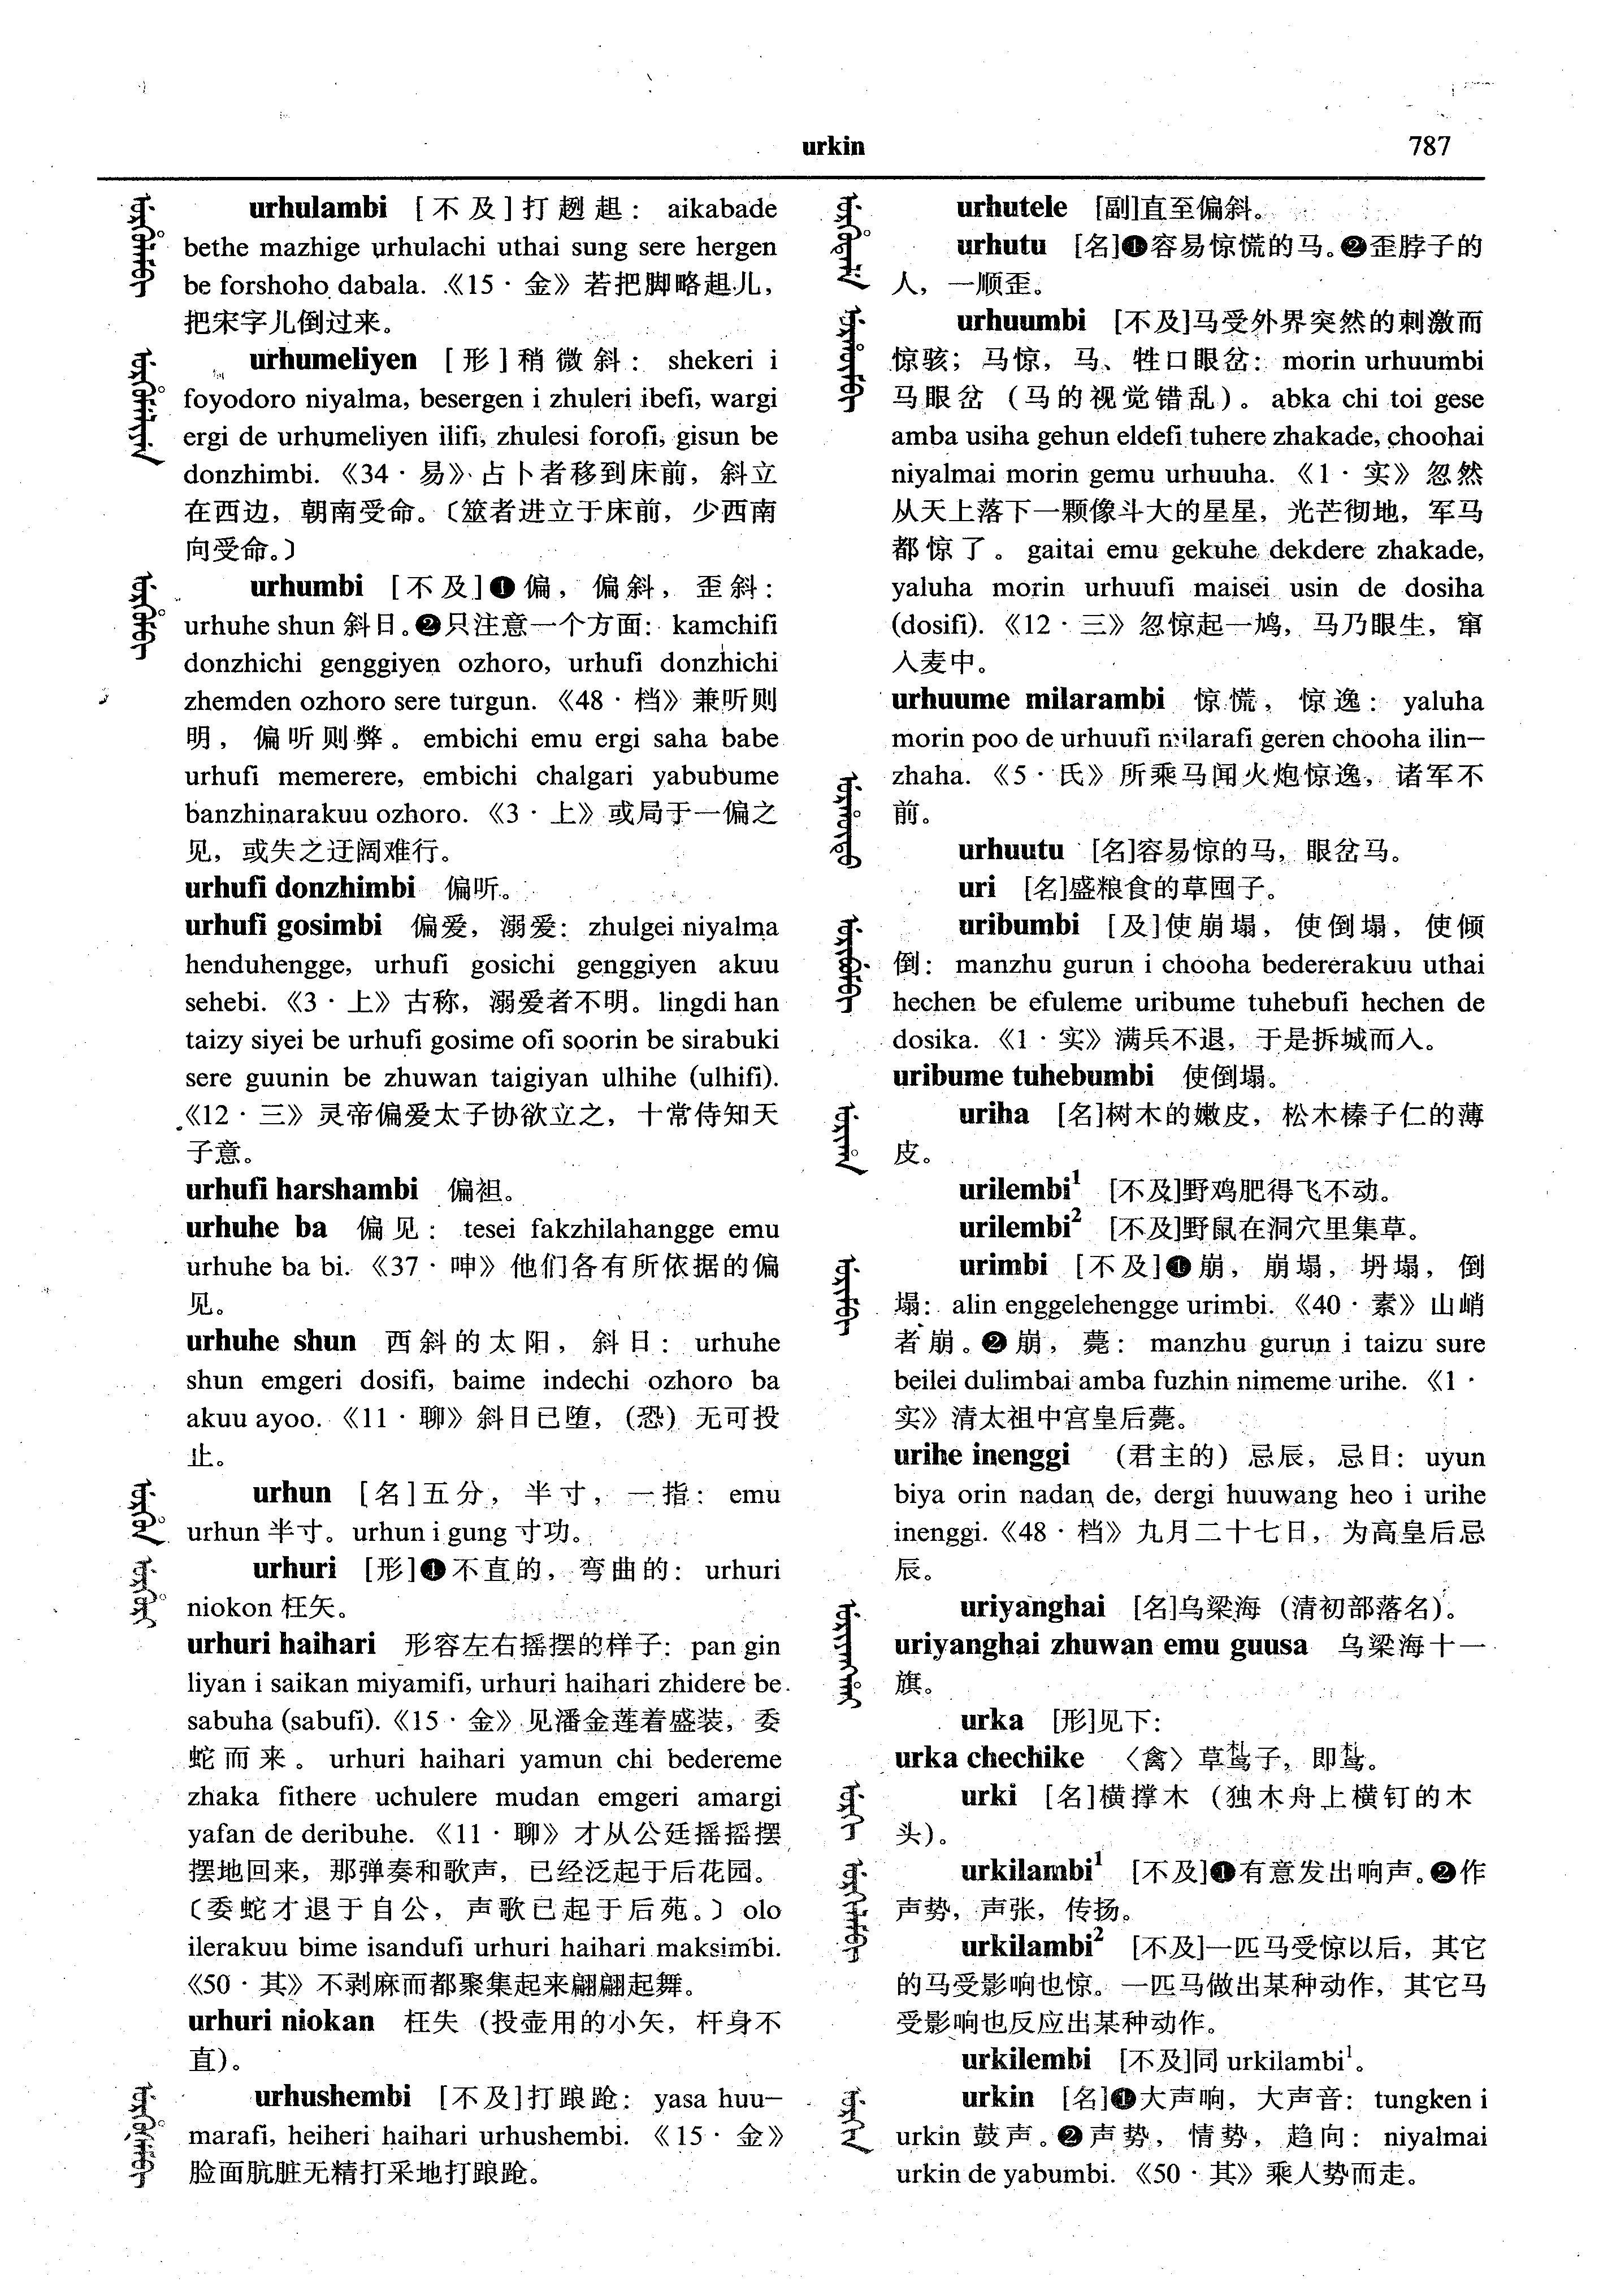 urkin
787
urhulambi [不及]打趔趄：aikabade
bethe mazhige urhulachi uthai sung sere hergen
be forshoho dabala.《15·金》若把脚略趄儿，
把宋字儿倒过来。
urhumeliyen [形]稍微斜：shekeri i
foyodoro niyalma, besergen i zhuleri ibefi, wargi
ergi de urhumeliyen ilifi, zhulesi forofi, gisun be
donzhimbi.《34·易》占卜者移到床前，斜立
在西边，朝南受命。〔筮者进立于床前，少西南
向受命。〕
urhumbi [不及]❶偏，偏斜，歪斜：
urhuhe shun 斜日。❷只注意一个方面：kamchifi
donzhichi genggiyen ozhoro, urhufi donzhichi
zhemden ozhoro sere turgun.《48·档》兼听则
明，偏听则弊。embichi emu ergi saha babe
urhufi memerere, embichi chalgari yabubume
banzhinarakuu ozhoro.《3·上》或局于一偏之
见，或失之迂阔难行。
urhufi donzhimbi 偏听。
urhufi gosimbi 偏爱，溺爱：zhulgei niyalma
henduhengge, urhufi gosichi genggiyen akuu
sehebi.《3·上》古称，溺爱者不明。lingdi han
taizy siyei be urhufi gosime ofi soorin be sirabuki
sere guunin be zhuwan taigiyan ulhihe (ulhifi).
《12·三》灵帝偏爱太子协欲立之，十常侍知天
子意。
urhufi harshambi 偏袒。
urhuhe ba 偏见：tesei fakzhilahangge emu
urhuhe ba bi.《37·呻》他们各有所依据的偏
见。
urhuhe shun 西斜的太阳，斜日：urhuhe
shun emgeri dosifi, baime indechi ozhoro ba
akuu ayoo.《11·聊》斜日已堕，(恐) 无可投
止。
urhun [名]五分，半寸，一指：emu
urhun 半寸。urhun i gung 寸功。
urhuri [形]❶不直的，弯曲的：urhuri
niokon 枉矢。
urhuri haihari 形容左右摇摆的样子：pan gin
liyan i saikan miyamifi, urhuri haihari zhidere be
sabuha (sabufi).《15·金》见潘金莲着盛装，委
蛇而来。urhuri haihari yamun chi bedereme
zhaka fithere uchulere mudan emgeri amargi
yafan de deribuhe.《11·聊》才从公廷摇摇摆
摆地回来，那弹奏和歌声，已经泛起于后花园。
〔委蛇才退于自公，声歌已起于后苑。〕olo
ilerakuu bime isandufi urhuri haihari maksimbi.
《50·其》不剥麻而都聚集起来翩翩起舞。
urhuri niokan 枉失 (投壶用的小矢，杆身不
直)。
urhushembi [不及]打踉跄：yasa huu–
marafi, heiheri haihari urhushembi.《15·金》
脸面肮脏无精打采地打踉跄。
urhutele [副]直至偏斜。
urhutu [名]❶容易惊慌的马。❷歪脖子的
人，一顺歪。
urhuumbi [不及]马受外界突然的刺激而
惊骇；马惊，马、牲口眼岔：morin urhuumbi
马眼岔 (马的视觉错乱)。abka chi toi gese
amba usiha gehun eldefi tuhere zhakade, choohai
niyalmai morin gemu urhuuha.《1·实》忽然
从天上落下一颗像斗大的星星，光芒彻地，军马
都惊了。gaitai emu gekuhe dekdere zhakade,
yaluha morin urhuufi maisei usin de dosiha
(dosifi).《12·三》忽惊起一鸠，马乃眼生，窜
入麦中。
urhuume milarambi 惊慌，惊逸：yaluha
morin poo de urhuufi milarafi geren chooha ilin–
zhaha.《5·氏》所乘马闻火炮惊逸，诸军不
前。
urhuutu [名]容易惊的马，眼岔马。
uri [名]盛粮食的草囤子。
uribumbi [及]使崩塌，使倒塌，使倾
倒：manzhu gurun i chooha bedererakuu uthai
hechen be efuleme uribume tuhebufi hechen de
dosika.《1·实》满兵不退，于是拆城而入。
uribume tuhebumbi 使倒塌。
uriha [名]树木的嫩皮，松木榛子仁的薄
皮。
urilembi¹ [不及]野鸡肥得飞不动。
urilembi² [不及]野鼠在洞穴里集草。
urimbi [不及]❶崩，崩塌，坍塌，倒
塌：alin enggelehengge urimbi.《40·素》山峭
者崩。❷崩，薨：manzhu gurun i taizu sure
beilei dulimbai amba fuzhin nimeme urihe.《1·
实》清太祖中宫皇后薨。
urihe inenggi (君主的) 忌辰，忌日：uyun
biya orin nadan de, dergi huuwang heo i urihe
inenggi.《48·档》九月二十七日，为高皇后忌
辰。
uriyanghai [名]乌梁海 (清初部落名)。
uriyanghai zhuwan emu guusa 乌梁海十一
旗。
urka [形]见下：
urka chechike 〈禽〉草子，即。
urki [名]横撑木 (独木舟上横钉的木
头)。
urkilambi¹ [不及]❶有意发出响声。❷作
声势，声张，传扬。
urkilambi² [不及]一匹马受惊以后，其它
的马受影响也惊。一匹马做出某种动作，其它马
受影响也反应出某种动作。
urkilembi [不及]同 urkilambi¹。
urkin [名]❶大声响，大声音：tungken i
urkin 鼓声。❷声势，情势，趋向：niyalmai
urkin de yabumbi.《50·其》乘人势而走。